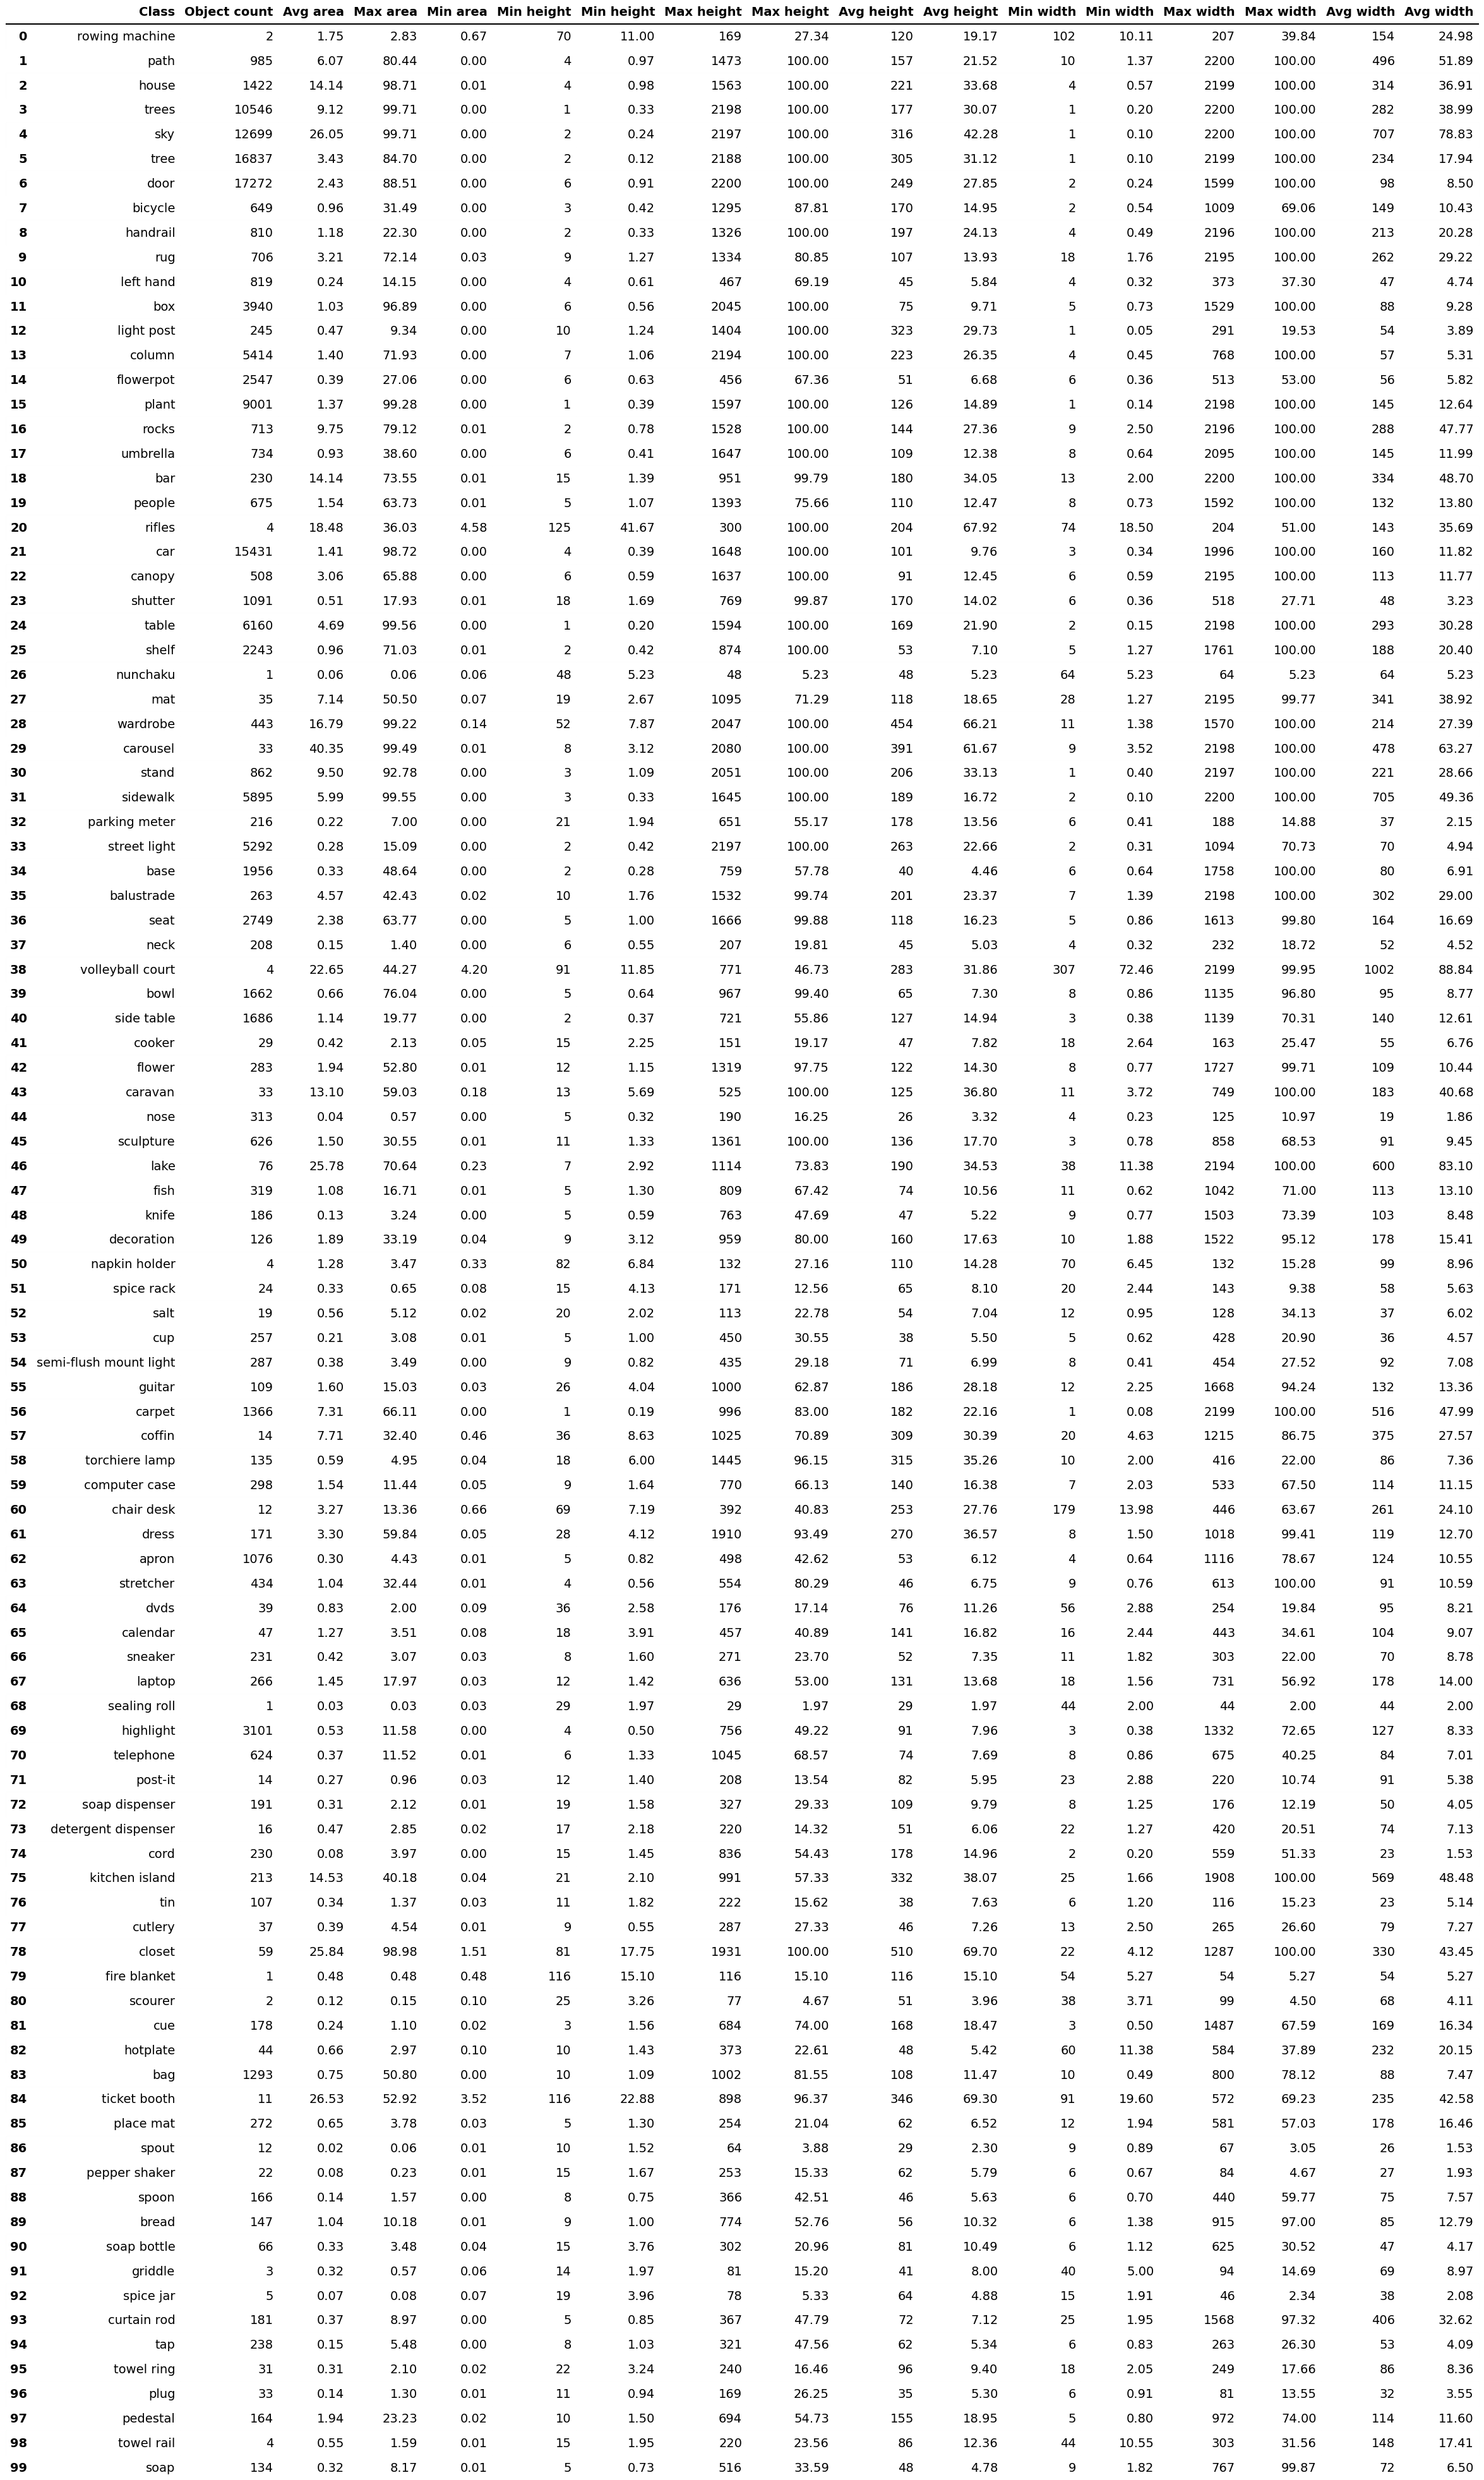 Class Object count Avg area Max area Min area Min height Min height Max height Max height Avg height Avg height Min width Min width Max width Max width Avg width Avg width
0 rowing machine 2 1.75 2.83 0.67 70 11.00 169 27.34 120 19.17 102 10.11 207 39.84 154 24.98
1 path 985 6.07 80.44 0.00 4 0.97 1473 100.00 157 21.52 10 1.37 2200 100.00 496 51.89
2 house 1422 14.14 98.71 0.01 4 0.98 1563 100.00 221 33.68 4 0.57 2199 100.00 314 36.91
3 trees 10546 9.12 99.71 0.00 1 0.33 2198 100.00 177 30.07 1 0.20 2200 100.00 282 38.99
4 sky 12699 26.05 99.71 0.00 2 0.24 2197 100.00 316 42.28 1 0.10 2200 100.00 707 78.83
5 tree 16837 3.43 84.70 0.00 2 0.12 2188 100.00 305 31.12 1 0.10 2199 100.00 234 17.94
6 door 17272 2.43 88.51 0.00 6 0.91 2200 100.00 249 27.85 2 0.24 1599 100.00 98 8.50
7 bicycle 649 0.96 31.49 0.00 3 0.42 1295 87.81 170 14.95 2 0.54 1009 69.06 149 10.43
8 handrail 810 1.18 22.30 0.00 2 0.33 1326 100.00 197 24.13 4 0.49 2196 100.00 213 20.28
9 rug 706 3.21 72.14 0.03 9 1.27 1334 80.85 107 13.93 18 1.76 2195 100.00 262 29.22
10 left hand 819 0.24 14.15 0.00 4 0.61 467 69.19 45 5.84 4 0.32 373 37.30 47 4.74
11 box 3940 1.03 96.89 0.00 6 0.56 2045 100.00 75 9.71 5 0.73 1529 100.00 88 9.28
12 light post 245 0.47 9.34 0.00 10 1.24 1404 100.00 323 29.73 1 0.05 291 19.53 54 3.89
13 column 5414 1.40 71.93 0.00 7 1.06 2194 100.00 223 26.35 4 0.45 768 100.00 57 5.31
14 flowerpot 2547 0.39 27.06 0.00 6 0.63 456 67.36 51 6.68 6 0.36 513 53.00 56 5.82
15 plant 9001 1.37 99.28 0.00 1 0.39 1597 100.00 126 14.89 1 0.14 2198 100.00 145 12.64
16 rocks 713 9.75 79.12 0.01 2 0.78 1528 100.00 144 27.36 9 2.50 2196 100.00 288 47.77
17 umbrella 734 0.93 38.60 0.00 6 0.41 1647 100.00 109 12.38 8 0.64 2095 100.00 145 11.99
18 bar 230 14.14 73.55 0.01 15 1.39 951 99.79 180 34.05 13 2.00 2200 100.00 334 48.70
19 people 675 1.54 63.73 0.01 5 1.07 1393 75.66 110 12.47 8 0.73 1592 100.00 132 13.80
20 rifles 4 18.48 36.03 4.58 125 41.67 300 100.00 204 67.92 74 18.50 204 51.00 143 35.69
21 car 15431 1.41 98.72 0.00 4 0.39 1648 100.00 101 9.76 3 0.34 1996 100.00 160 11.82
22 canopy 508 3.06 65.88 0.00 6 0.59 1637 100.00 91 12.45 6 0.59 2195 100.00 113 11.77
23 shutter 1091 0.51 17.93 0.01 18 1.69 769 99.87 170 14.02 6 0.36 518 27.71 48 3.23
24 table 6160 4.69 99.56 0.00 1 0.20 1594 100.00 169 21.90 2 0.15 2198 100.00 293 30.28
25 shelf 2243 0.96 71.03 0.01 2 0.42 874 100.00 53 7.10 5 1.27 1761 100.00 188 20.40
26 nunchaku 1 0.06 0.06 0.06 48 5.23 48 5.23 48 5.23 64 5.23 64 5.23 64 5.23
27 mat 35 7.14 50.50 0.07 19 2.67 1095 71.29 118 18.65 28 1.27 2195 99.77 341 38.92
28 wardrobe 443 16.79 99.22 0.14 52 7.87 2047 100.00 454 66.21 11 1.38 1570 100.00 214 27.39
29 carousel 33 40.35 99.49 0.01 8 3.12 2080 100.00 391 61.67 9 3.52 2198 100.00 478 63.27
30 stand 862 9.50 92.78 0.00 3 1.09 2051 100.00 206 33.13 1 0.40 2197 100.00 221 28.66
31 sidewalk 5895 5.99 99.55 0.00 3 0.33 1645 100.00 189 16.72 2 0.10 2200 100.00 705 49.36
32 parking meter 216 0.22 7.00 0.00 21 1.94 651 55.17 178 13.56 6 0.41 188 14.88 37 2.15
33 street light 5292 0.28 15.09 0.00 2 0.42 2197 100.00 263 22.66 2 0.31 1094 70.73 70 4.94
34 base 1956 0.33 48.64 0.00 2 0.28 759 57.78 40 4.46 6 0.64 1758 100.00 80 6.91
35 balustrade 263 4.57 42.43 0.02 10 1.76 1532 99.74 201 23.37 7 1.39 2198 100.00 302 29.00
36 seat 2749 2.38 63.77 0.00 5 1.00 1666 99.88 118 16.23 5 0.86 1613 99.80 164 16.69
37 neck 208 0.15 1.40 0.00 6 0.55 207 19.81 45 5.03 4 0.32 232 18.72 52 4.52
38 volleyball court 4 22.65 44.27 4.20 91 11.85 771 46.73 283 31.86 307 72.46 2199 99.95 1002 88.84
39 bowl 1662 0.66 76.04 0.00 5 0.64 967 99.40 65 7.30 8 0.86 1135 96.80 95 8.77
40 side table 1686 1.14 19.77 0.00 2 0.37 721 55.86 127 14.94 3 0.38 1139 70.31 140 12.61
41 cooker 29 0.42 2.13 0.05 15 2.25 151 19.17 47 7.82 18 2.64 163 25.47 55 6.76
42 flower 283 1.94 52.80 0.01 12 1.15 1319 97.75 122 14.30 8 0.77 1727 99.71 109 10.44
43 caravan 33 13.10 59.03 0.18 13 5.69 525 100.00 125 36.80 11 3.72 749 100.00 183 40.68
44 nose 313 0.04 0.57 0.00 5 0.32 190 16.25 26 3.32 4 0.23 125 10.97 19 1.86
45 sculpture 626 1.50 30.55 0.01 11 1.33 1361 100.00 136 17.70 3 0.78 858 68.53 91 9.45
46 lake 76 25.78 70.64 0.23 7 2.92 1114 73.83 190 34.53 38 11.38 2194 100.00 600 83.10
47 fish 319 1.08 16.71 0.01 5 1.30 809 67.42 74 10.56 11 0.62 1042 71.00 113 13.10
48 knife 186 0.13 3.24 0.00 5 0.59 763 47.69 47 5.22 9 0.77 1503 73.39 103 8.48
49 decoration 126 1.89 33.19 0.04 9 3.12 959 80.00 160 17.63 10 1.88 1522 95.12 178 15.41
50 napkin holder 4 1.28 3.47 0.33 82 6.84 132 27.16 110 14.28 70 6.45 132 15.28 99 8.96
51 spice rack 24 0.33 0.65 0.08 15 4.13 171 12.56 65 8.10 20 2.44 143 9.38 58 5.63
52 salt 19 0.56 5.12 0.02 20 2.02 113 22.78 54 7.04 12 0.95 128 34.13 37 6.02
53 cup 257 0.21 3.08 0.01 5 1.00 450 30.55 38 5.50 5 0.62 428 20.90 36 4.57
54 semi-flush mount light 287 0.38 3.49 0.00 9 0.82 435 29.18 71 6.99 8 0.41 454 27.52 92 7.08
55 guitar 109 1.60 15.03 0.03 26 4.04 1000 62.87 186 28.18 12 2.25 1668 94.24 132 13.36
56 carpet 1366 7.31 66.11 0.00 1 0.19 996 83.00 182 22.16 1 0.08 2199 100.00 516 47.99
57 coffin 14 7.71 32.40 0.46 36 8.63 1025 70.89 309 30.39 20 4.63 1215 86.75 375 27.57
58 torchiere lamp 135 0.59 4.95 0.04 18 6.00 1445 96.15 315 35.26 10 2.00 416 22.00 86 7.36
59 computer case 298 1.54 11.44 0.05 9 1.64 770 66.13 140 16.38 7 2.03 533 67.50 114 11.15
60 chair desk 12 3.27 13.36 0.66 69 7.19 392 40.83 253 27.76 179 13.98 446 63.67 261 24.10
61 dress 171 3.30 59.84 0.05 28 4.12 1910 93.49 270 36.57 8 1.50 1018 99.41 119 12.70
62 apron 1076 0.30 4.43 0.01 5 0.82 498 42.62 53 6.12 4 0.64 1116 78.67 124 10.55
63 stretcher 434 1.04 32.44 0.01 4 0.56 554 80.29 46 6.75 9 0.76 613 100.00 91 10.59
64 dvds 39 0.83 2.00 0.09 36 2.58 176 17.14 76 11.26 56 2.88 254 19.84 95 8.21
65 calendar 47 1.27 3.51 0.08 18 3.91 457 40.89 141 16.82 16 2.44 443 34.61 104 9.07
66 sneaker 231 0.42 3.07 0.03 8 1.60 271 23.70 52 7.35 11 1.82 303 22.00 70 8.78
67 laptop 266 1.45 17.97 0.03 12 1.42 636 53.00 131 13.68 18 1.56 731 56.92 178 14.00
68 sealing roll 1 0.03 0.03 0.03 29 1.97 29 1.97 29 1.97 44 2.00 44 2.00 44 2.00
69 highlight 3101 0.53 11.58 0.00 4 0.50 756 49.22 91 7.96 3 0.38 1332 72.65 127 8.33
70 telephone 624 0.37 11.52 0.01 6 1.33 1045 68.57 74 7.69 8 0.86 675 40.25 84 7.01
71 post-it 14 0.27 0.96 0.03 12 1.40 208 13.54 82 5.95 23 2.88 220 10.74 91 5.38
72 soap dispenser 191 0.31 2.12 0.01 19 1.58 327 29.33 109 9.79 8 1.25 176 12.19 50 4.05
73 detergent dispenser 16 0.47 2.85 0.02 17 2.18 220 14.32 51 6.06 22 1.27 420 20.51 74 7.13
74 cord 230 0.08 3.97 0.00 15 1.45 836 54.43 178 14.96 2 0.20 559 51.33 23 1.53
75 kitchen island 213 14.53 40.18 0.04 21 2.10 991 57.33 332 38.07 25 1.66 1908 100.00 569 48.48
76 tin 107 0.34 1.37 0.03 11 1.82 222 15.62 38 7.63 6 1.20 116 15.23 23 5.14
77 cutlery 37 0.39 4.54 0.01 9 0.55 287 27.33 46 7.26 13 2.50 265 26.60 79 7.27
78 closet 59 25.84 98.98 1.51 81 17.75 1931 100.00 510 69.70 22 4.12 1287 100.00 330 43.45
79 fire blanket 1 0.48 0.48 0.48 116 15.10 116 15.10 116 15.10 54 5.27 54 5.27 54 5.27
80 scourer 2 0.12 0.15 0.10 25 3.26 77 4.67 51 3.96 38 3.71 99 4.50 68 4.11
81 cue 178 0.24 1.10 0.02 3 1.56 684 74.00 168 18.47 3 0.50 1487 67.59 169 16.34
82 hotplate 44 0.66 2.97 0.10 10 1.43 373 22.61 48 5.42 60 11.38 584 37.89 232 20.15
83 bag 1293 0.75 50.80 0.00 10 1.09 1002 81.55 108 11.47 10 0.49 800 78.12 88 7.47
84 ticket booth 11 26.53 52.92 3.52 116 22.88 898 96.37 346 69.30 91 19.60 572 69.23 235 42.58
85 place mat 272 0.65 3.78 0.03 5 1.30 254 21.04 62 6.52 12 1.94 581 57.03 178 16.46
86 spout 12 0.02 0.06 0.01 10 1.52 64 3.88 29 2.30 9 0.89 67 3.05 26 1.53
87 pepper shaker 22 0.08 0.23 0.01 15 1.67 253 15.33 62 5.79 6 0.67 84 4.67 27 1.93
88 spoon 166 0.14 1.57 0.00 8 0.75 366 42.51 46 5.63 6 0.70 440 59.77 75 7.57
89 bread 147 1.04 10.18 0.01 9 1.00 774 52.76 56 10.32 6 1.38 915 97.00 85 12.79
90 soap bottle 66 0.33 3.48 0.04 15 3.76 302 20.96 81 10.49 6 1.12 625 30.52 47 4.17
91 griddle 3 0.32 0.57 0.06 14 1.97 81 15.20 41 8.00 40 5.00 94 14.69 69 8.97
92 spice jar 5 0.07 0.08 0.07 19 3.96 78 5.33 64 4.88 15 1.91 46 2.34 38 2.08
93 curtain rod 181 0.37 8.97 0.00 5 0.85 367 47.79 72 7.12 25 1.95 1568 97.32 406 32.62
94 tap 238 0.15 5.48 0.00 8 1.03 321 47.56 62 5.34 6 0.83 263 26.30 53 4.09
95 towel ring 31 0.31 2.10 0.02 22 3.24 240 16.46 96 9.40 18 2.05 249 17.66 86 8.36
96 plug 33 0.14 1.30 0.01 11 0.94 169 26.25 35 5.30 6 0.91 81 13.55 32 3.55
97 pedestal 164 1.94 23.23 0.02 10 1.50 694 54.73 155 18.95 5 0.80 972 74.00 114 11.60
98 towel rail 4 0.55 1.59 0.01 15 1.95 220 23.56 86 12.36 44 10.55 303 31.56 148 17.41
99 soap 134 0.32 8.17 0.01 5 0.73 516 33.59 48 4.78 9 1.82 767 99.87 72 6.50